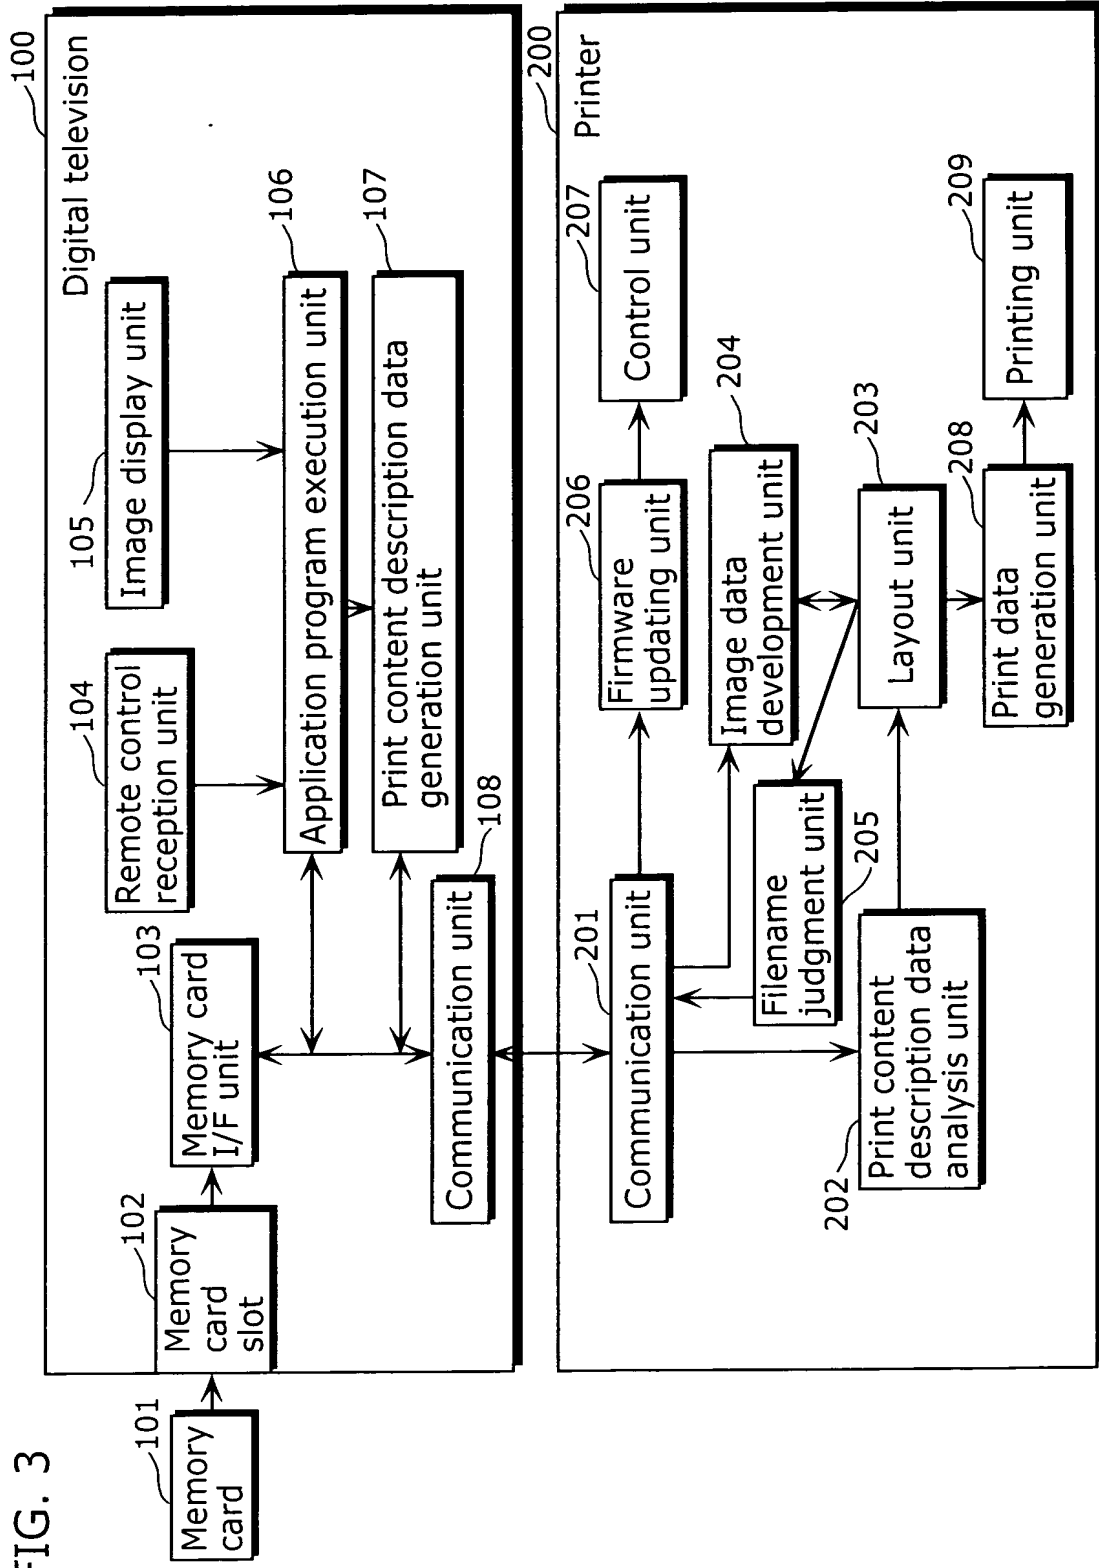 FIG. 3
100
Digital television
101
Memory
card
102
Memory
card
slot
103
Memory card
I/F unit
104
Remote control
reception unit
105
Image display unit
106
Application program execution unit
107
Print content description data
generation unit
108
Communication unit
200
Printer
201
Communication unit
206
Firmware
updating unit
207
Control unit
204
Image data
development unit
Filename
judgment unit
205
202
Print content
description data
analysis unit
203
Layout unit
208
Print data
generation unit
209
Printing unit